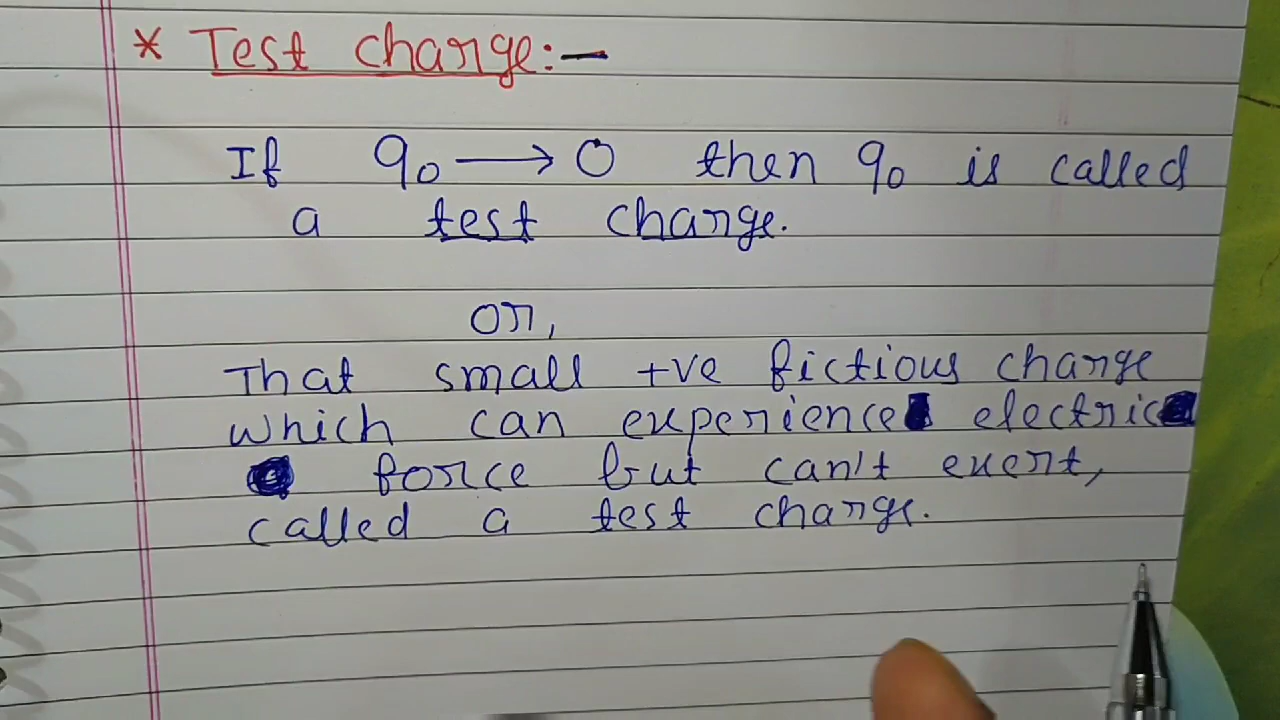 * Test charge:-
If q₀ → 0 then q₀ is called
a test charge.
or,
That small +ve fictious charge
which can experience electric
force but can't exert,
called a test charge.